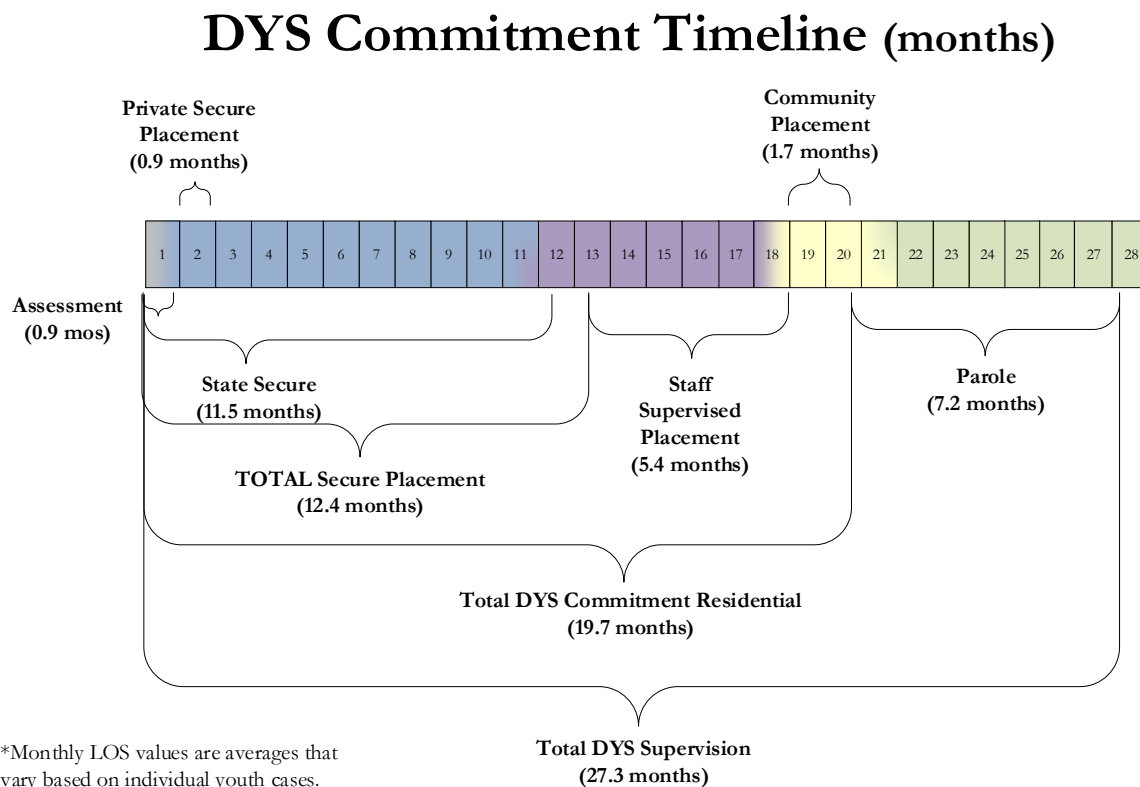 DYS Commitment Timeline (months)
Private Secure
Placement
(0.9 months)
Community
Placement
(1.7 months)
1 2 3 4 5 6 7 8 9 10 11 12 13 14 15 16 17 18 19 20 21 22 23 24 25 26 27 28
Assessment
(0.9 mos)
State Secure
(11.5 months)
Staff
Supervised
Placement
(5.4 months)
Parole
(7.2 months)
TOTAL Secure Placement
(12.4 months)
Total DYS Commitment Residential
(19.7 months)
Total DYS Supervision
(27.3 months)
*Monthly LOS values are averages that
vary based on individual youth cases.